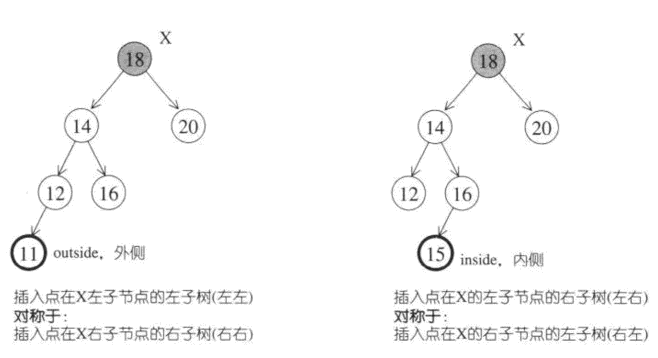 X
18
14
20
12
16
11
outside，外侧
插入点在X左子节点的左子树(左左)
对称于：
插入点在X右子节点的右子树(右右)
X
18
14
20
12
16
15
inside，内侧
插入点在X的左子节点的右子树(左右)
对称于：
插入点在X的右子节点的左子树(右左)